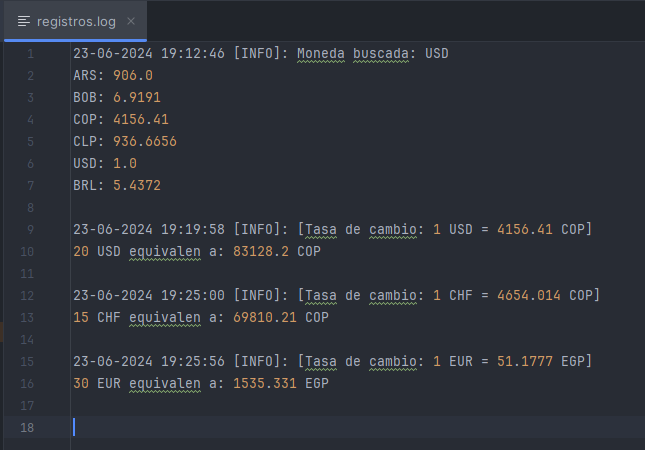 registros.log
1 23-06-2024 19:12:46 [INFO]: Moneda buscada: USD
2 ARS: 906.0
3 BOB: 6.9191
4 COP: 4156.41
5 CLP: 936.6656
6 USD: 1.0
7 BRL: 5.4372
8
9 23-06-2024 19:19:58 [INFO]: [Tasa de cambio: 1 USD = 4156.41 COP]
10 20 USD equivalen a: 83128.2 COP
11
12 23-06-2024 19:25:00 [INFO]: [Tasa de cambio: 1 CHF = 4654.014 COP]
13 15 CHF equivalen a: 69810.21 COP
14
15 23-06-2024 19:25:56 [INFO]: [Tasa de cambio: 1 EUR = 51.1777 EGP]
16 30 EUR equivalen a: 1535.331 EGP
17
18